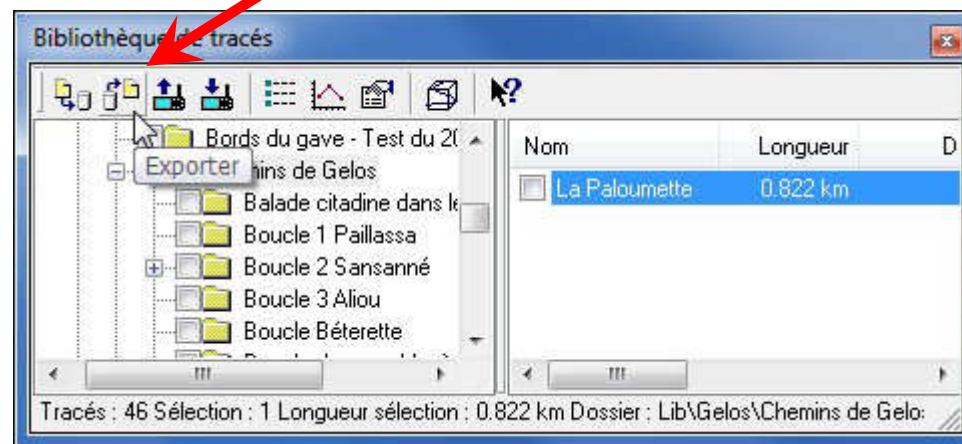 Bibliothèque de tracés
Exporter
Bords du gave - Test du 2
mins de Gelos
Balade citadine dans le
Boucle 1 Paillassa
Boucle 2 Sansanné
Boucle 3 Aliou
Boucle Béterette
Nom Longueur D
La Paloumette 0.822 km
Tracés : 46 Sélection : 1 Longueur sélection : 0.822 km Dossier : Lib\Gelos\Chemins de Gelo